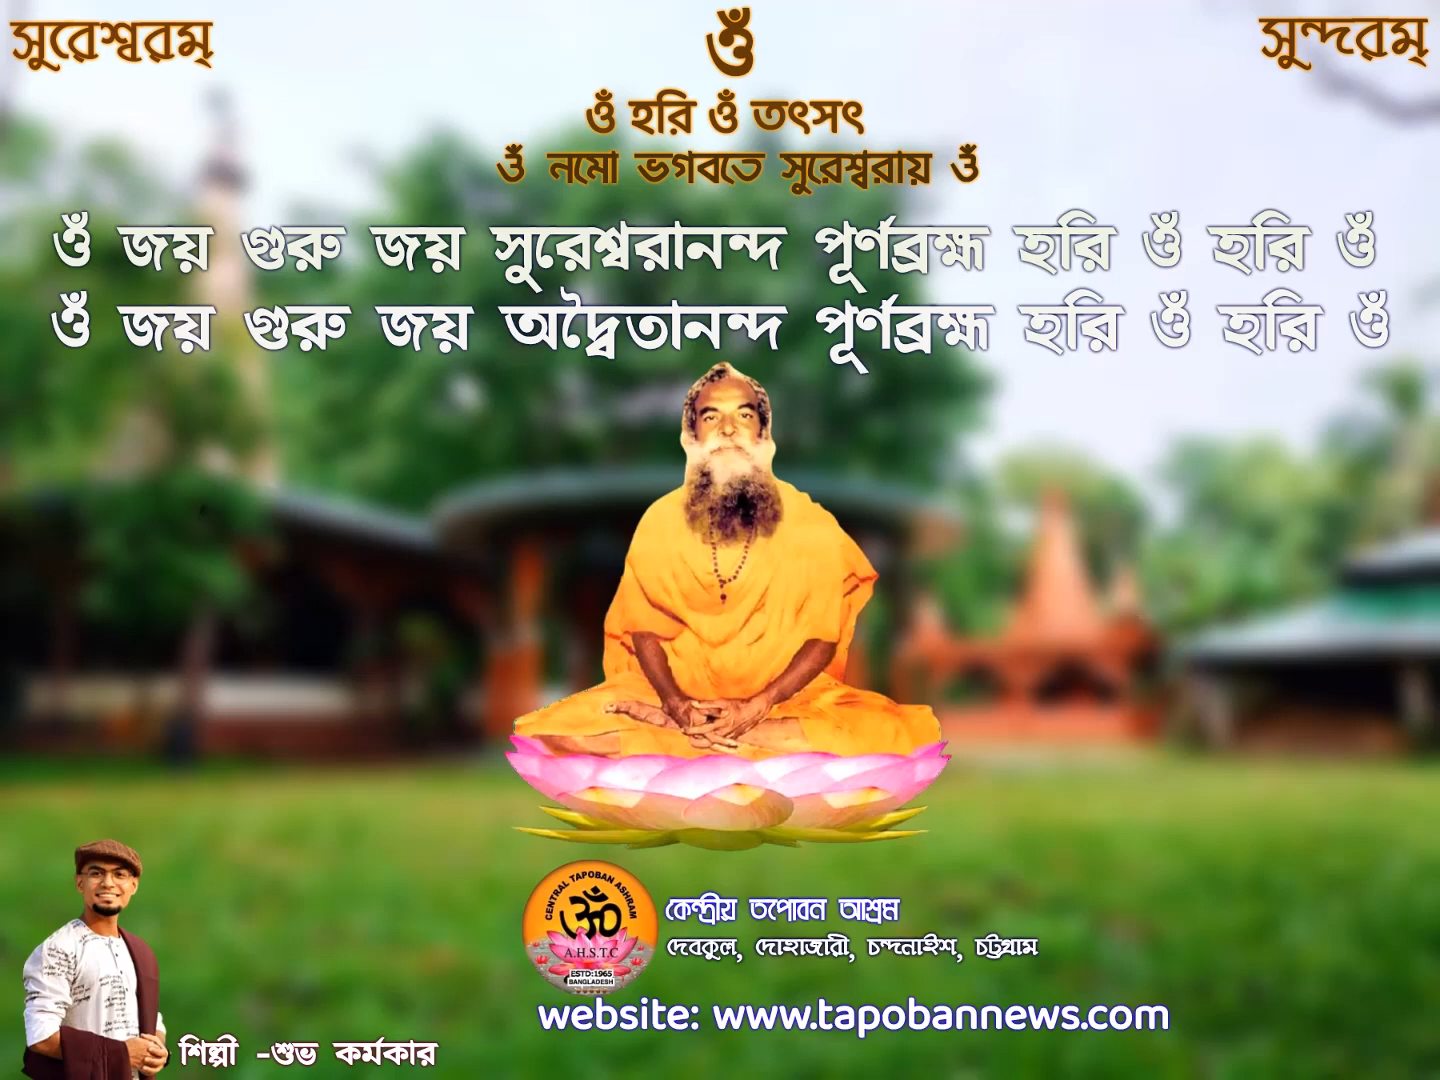 সুরেশ্বরম্
ওঁ
সুন্দরম্
ওঁ হরি ওঁ তৎসৎ
ওঁ নমো ভগবতে সুরেশ্বরায় ওঁ
ওঁ জয় গুরু জয় সুরেশ্বরানন্দ পূর্ণব্রহ্ম হরি ওঁ হরি ওঁ
ওঁ জয় গুরু জয় অদ্বৈতানন্দ পূর্ণব্রহ্ম হরি ওঁ হরি ওঁ
CENTRAL TAPOBAN ASHRAM
ॐ
A.H.S.T.C
ESTD:1965
BANGLADESH
কেন্দ্রীয় তপোবন আশ্রম
দেবকুল, দোহাজারী, চন্দনাইশ, চট্টগ্রাম
website: www.tapobannews.com
শিল্পী -শুভ কর্মকার